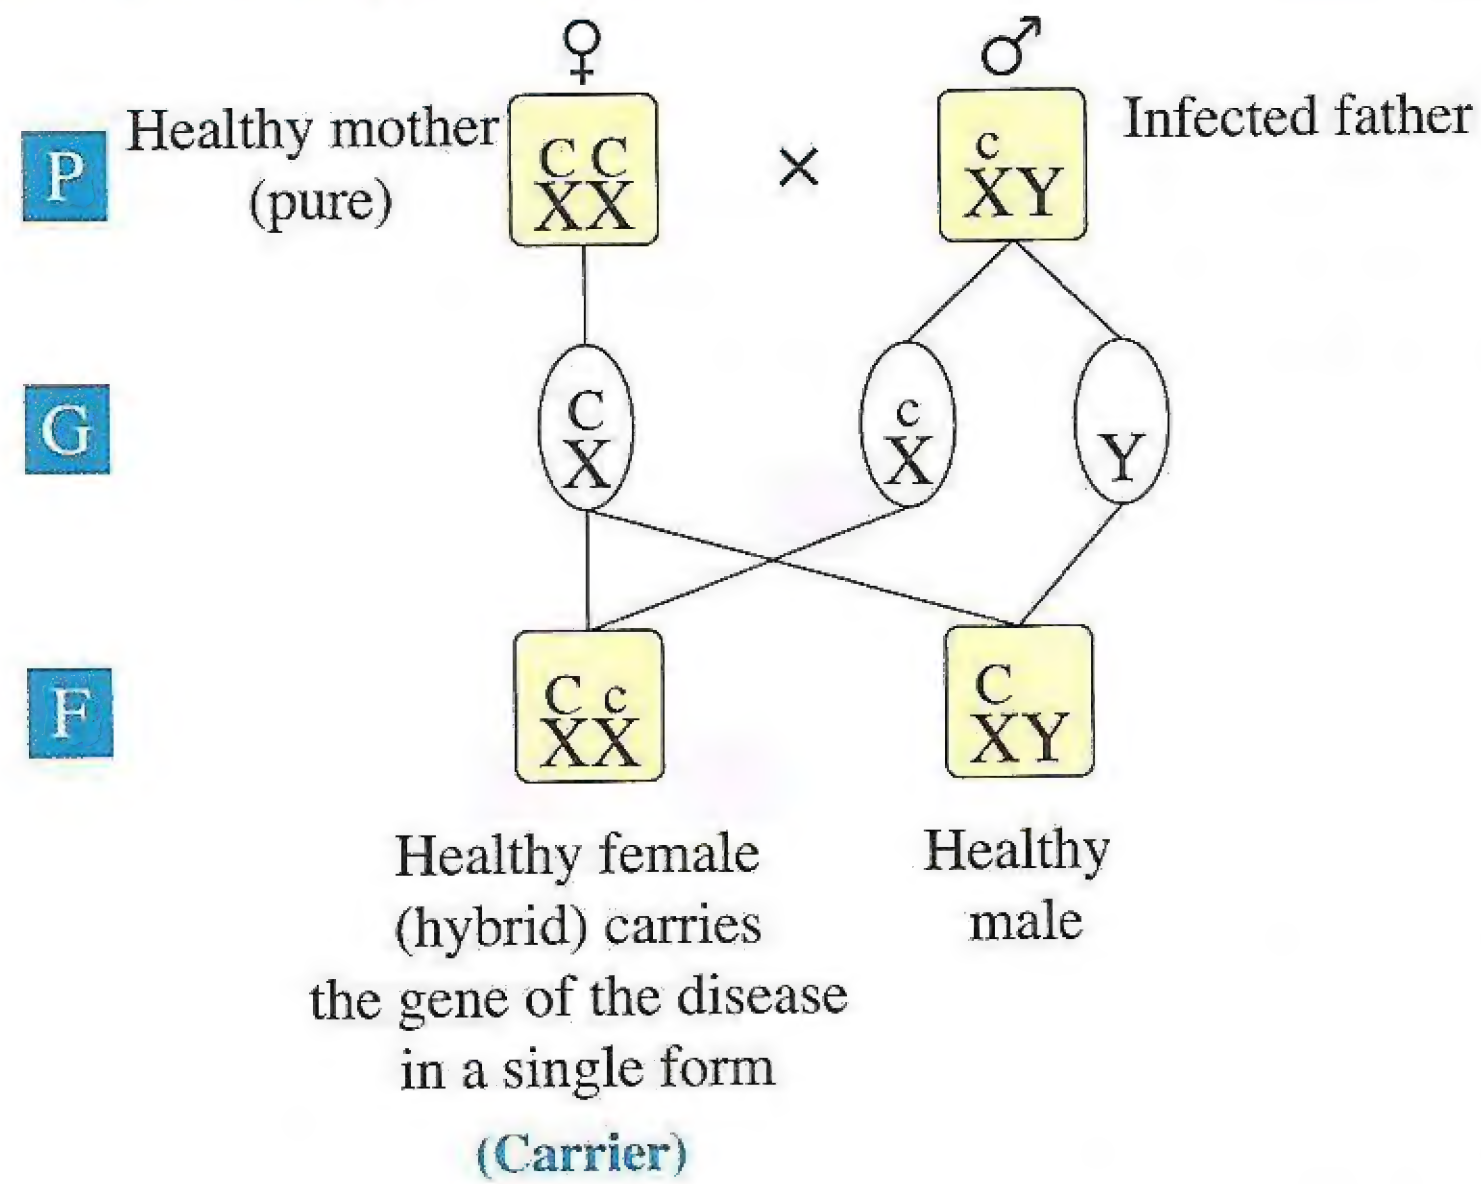 ♀ ♂
P Healthy mother C C × c Infected father
(pure) XX XY
G C c
X X Y
F C c C
XX XY
Healthy female Healthy
(hybrid) carries male
the gene of the disease
in a single form
(Carrier)